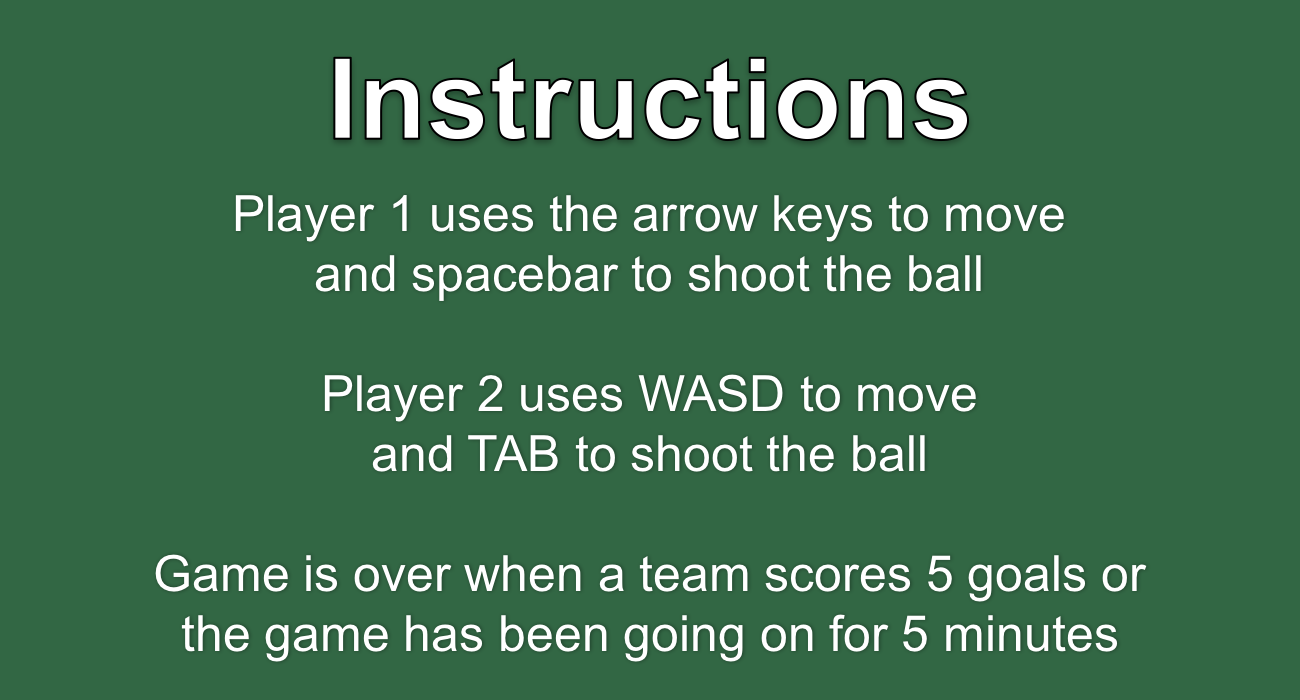 Instructions
Player 1 uses the arrow keys to move
and spacebar to shoot the ball
Player 2 uses WASD to move
and TAB to shoot the ball
Game is over when a team scores 5 goals or
the game has been going on for 5 minutes